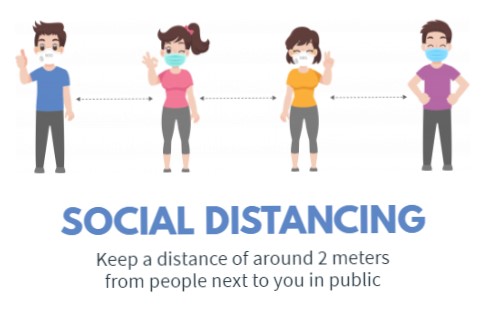 SOCIAL DISTANCING
Keep a distance of around 2 meters
from people next to you in public